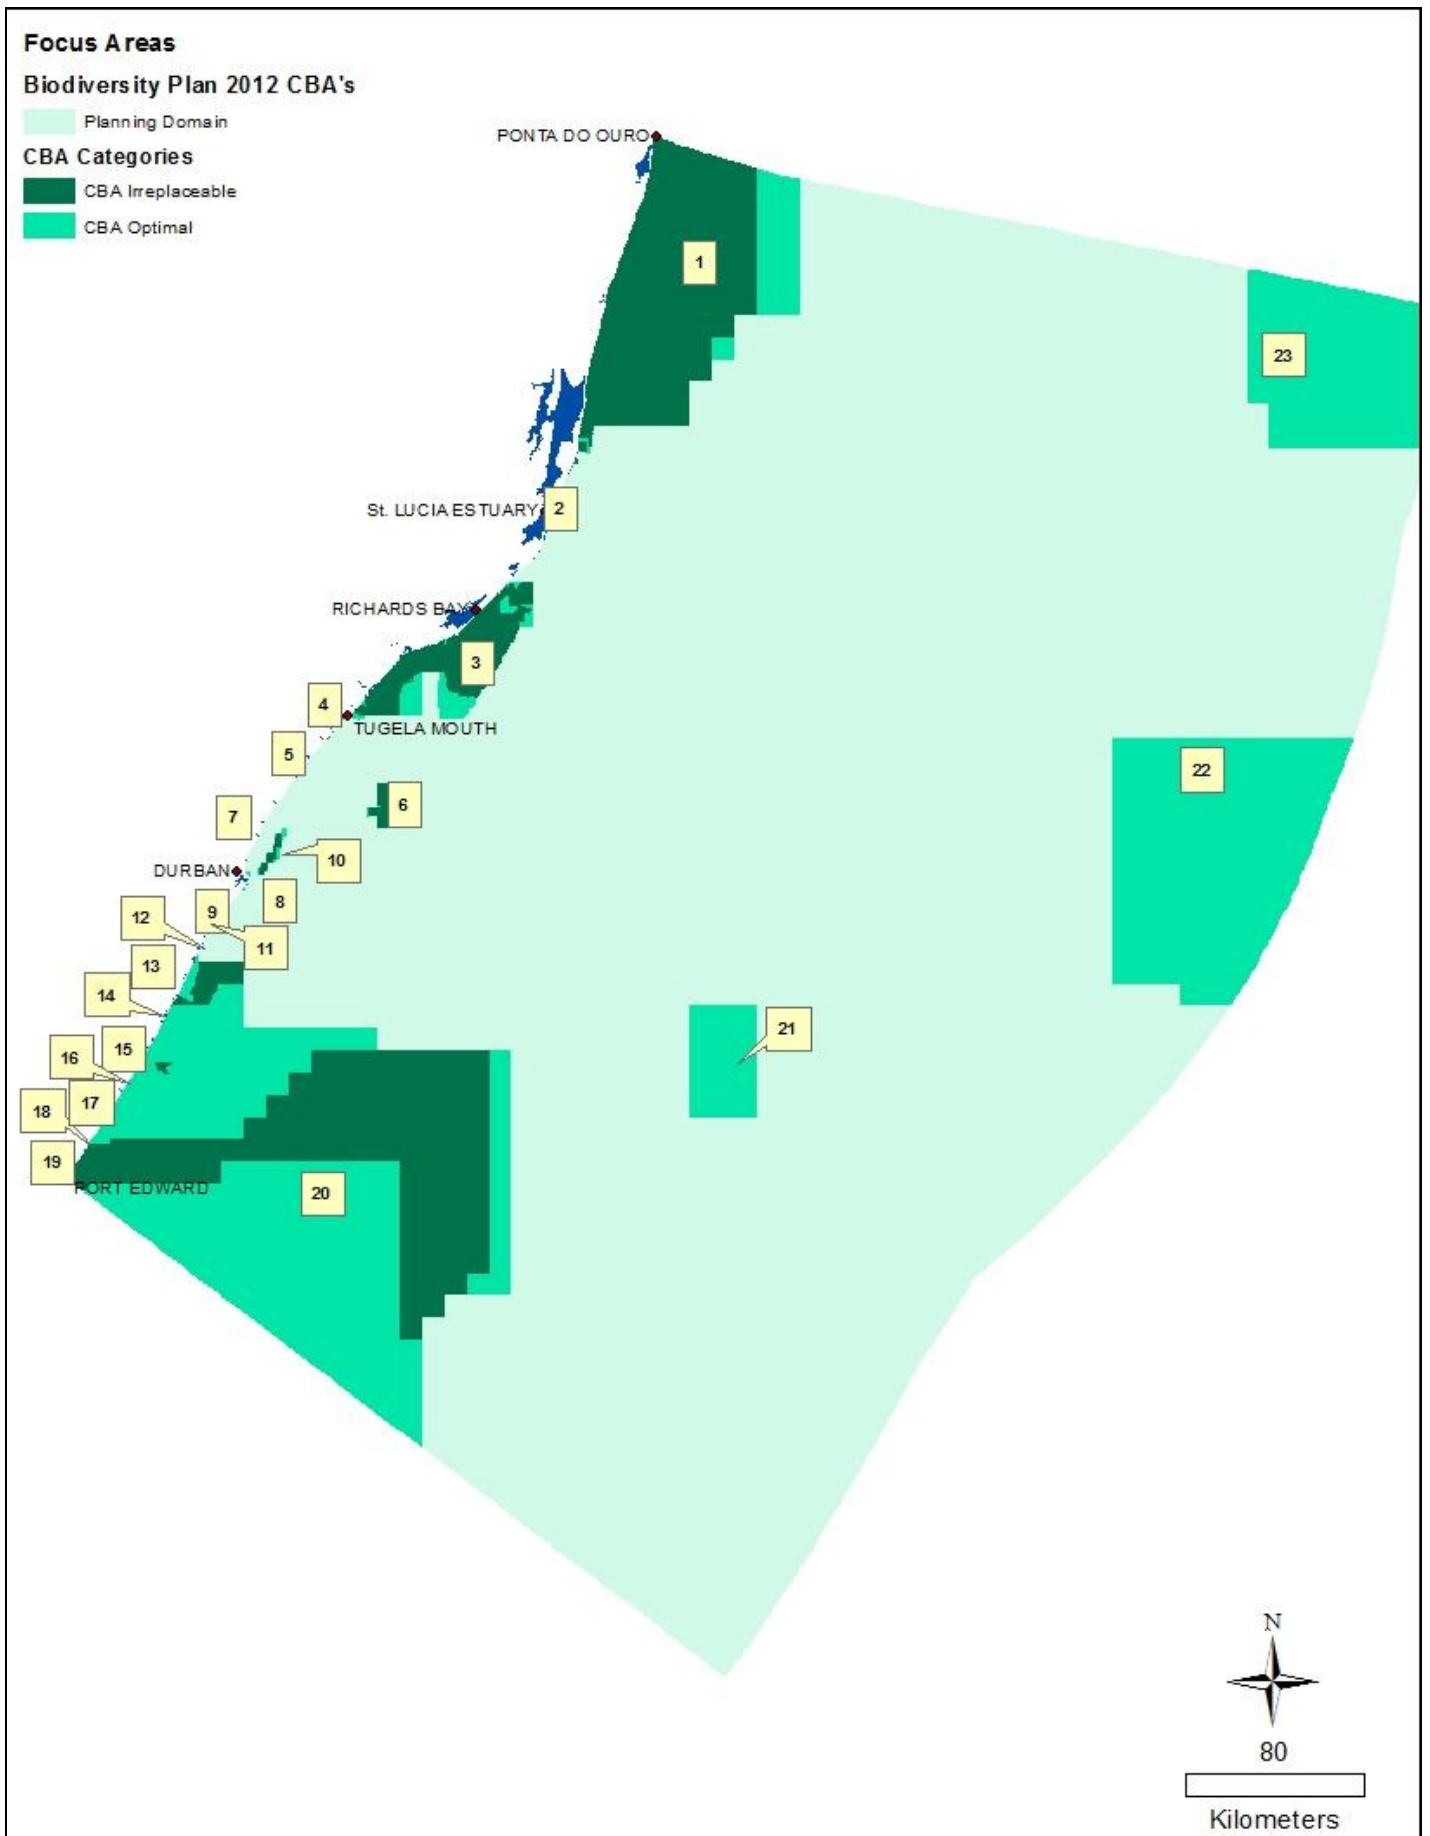 Focus Areas
Biodiversity Plan 2012 CBA's
Planning Domain
CBA Categories
CBA Irreplaceable
CBA Optimal
PONTA DO OURO
1
23
St. LUCIA ESTUARY
2
RICHARDS BAY
3
4
TUGELA MOUTH
5
22
6
7
10
DURBAN
8
9
12
11
13
14
21
15
16
17
18
19
PORT EDWARD
20
N
80
Kilometers